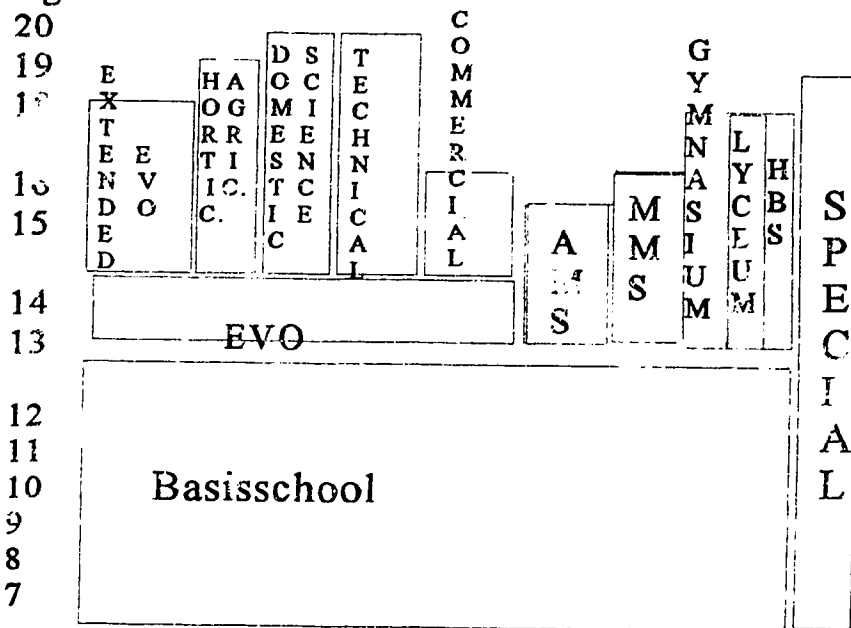 20
19
18
16
15
14
13
12
11
10
9
8
7
EXTENDED
EVO
HORTIC.
AGRIC.
DOMESTIC
SCIENCE
TECHNICAL
COMMERCIAL
EVO
A
S
MMS
GYMNASIUM
LYCEUM
HBS
SPECIAL
Basisschool